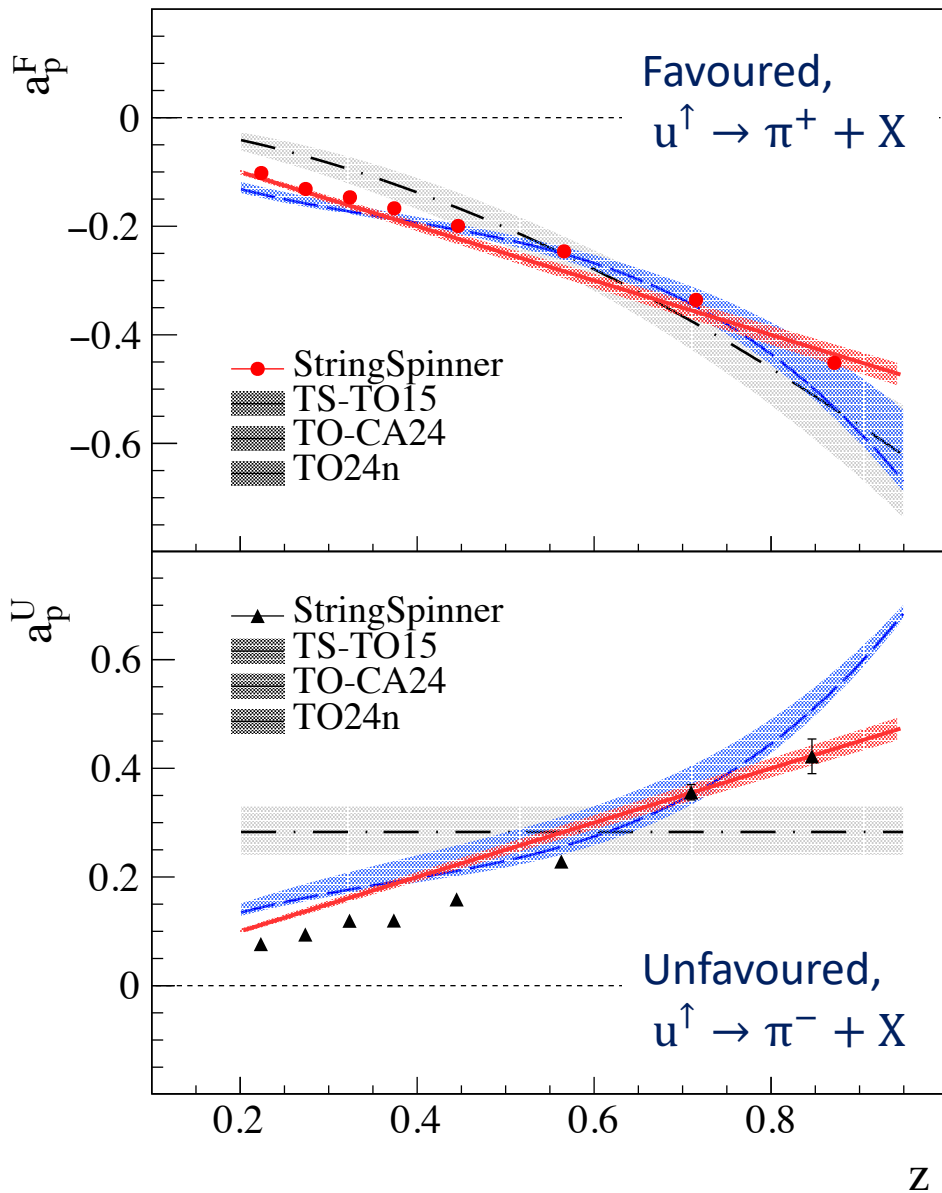 a_p^F
Favoured,
u↑ → π⁺ + X
0
−0.2
−0.4
−0.6
StringSpinner
TS-TO15
TO-CA24
TO24n
a_p^U
StringSpinner
TS-TO15
TO-CA24
TO24n
0.6
0.4
0.2
0
Unfavoured,
u↑ → π⁻ + X
0.2 0.4 0.6 0.8
z